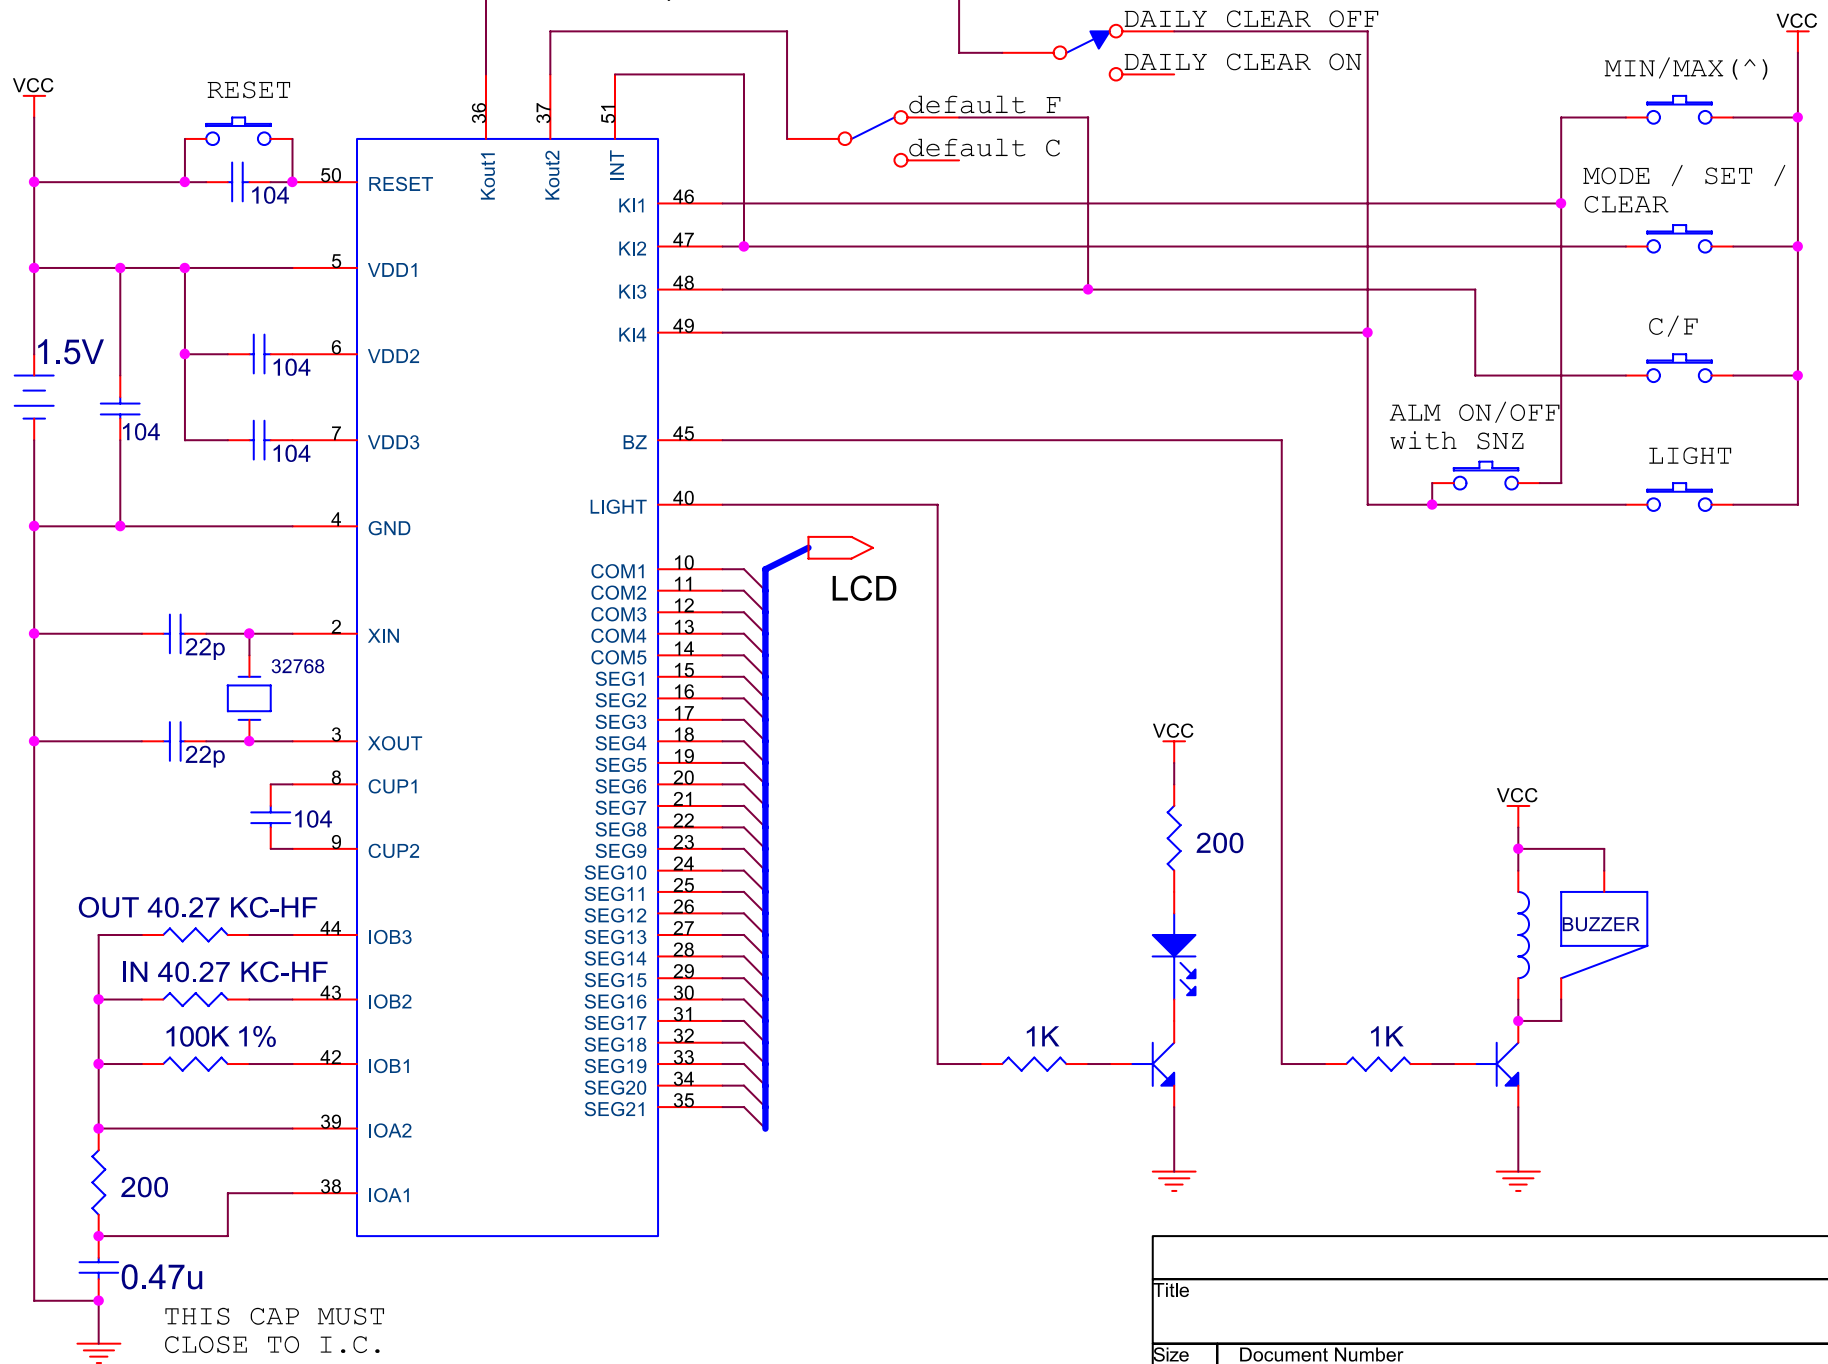 DAILY CLEAR OFF
DAILY CLEAR ON
VCC
VCC
RESET
MIN/MAX(^)
36
37
51
default F
default C
Kout1
Kout2
INT
MODE / SET /
CLEAR
50
RESET
104
KI1
46
KI2
47
KI3
48
KI4
49
5
VDD1
1.5V
6
VDD2
104
104
7
VDD3
104
C/F
ALM ON/OFF
with SNZ
LIGHT
BZ
45
LIGHT
40
4
GND
LCD
COM1
10
COM2
11
COM3
12
COM4
13
COM5
14
SEG1
15
SEG2
16
SEG3
17
SEG4
18
SEG5
19
SEG6
20
SEG7
21
SEG8
22
SEG9
23
SEG10
24
SEG11
25
SEG12
26
SEG13
27
SEG14
28
SEG15
29
SEG16
30
SEG17
31
SEG18
32
SEG19
33
SEG20
34
SEG21
35
2
XIN
22p
32768
3
XOUT
22p
8
CUP1
104
9
CUP2
OUT 40.27 KC-HF
44
IOB3
IN 40.27 KC-HF
43
IOB2
100K 1%
42
IOB1
39
IOA2
200
38
IOA1
0.47u
THIS CAP MUST
CLOSE TO I.C.
VCC
200
1K
VCC
BUZZER
1K
Title
Size
Document Number